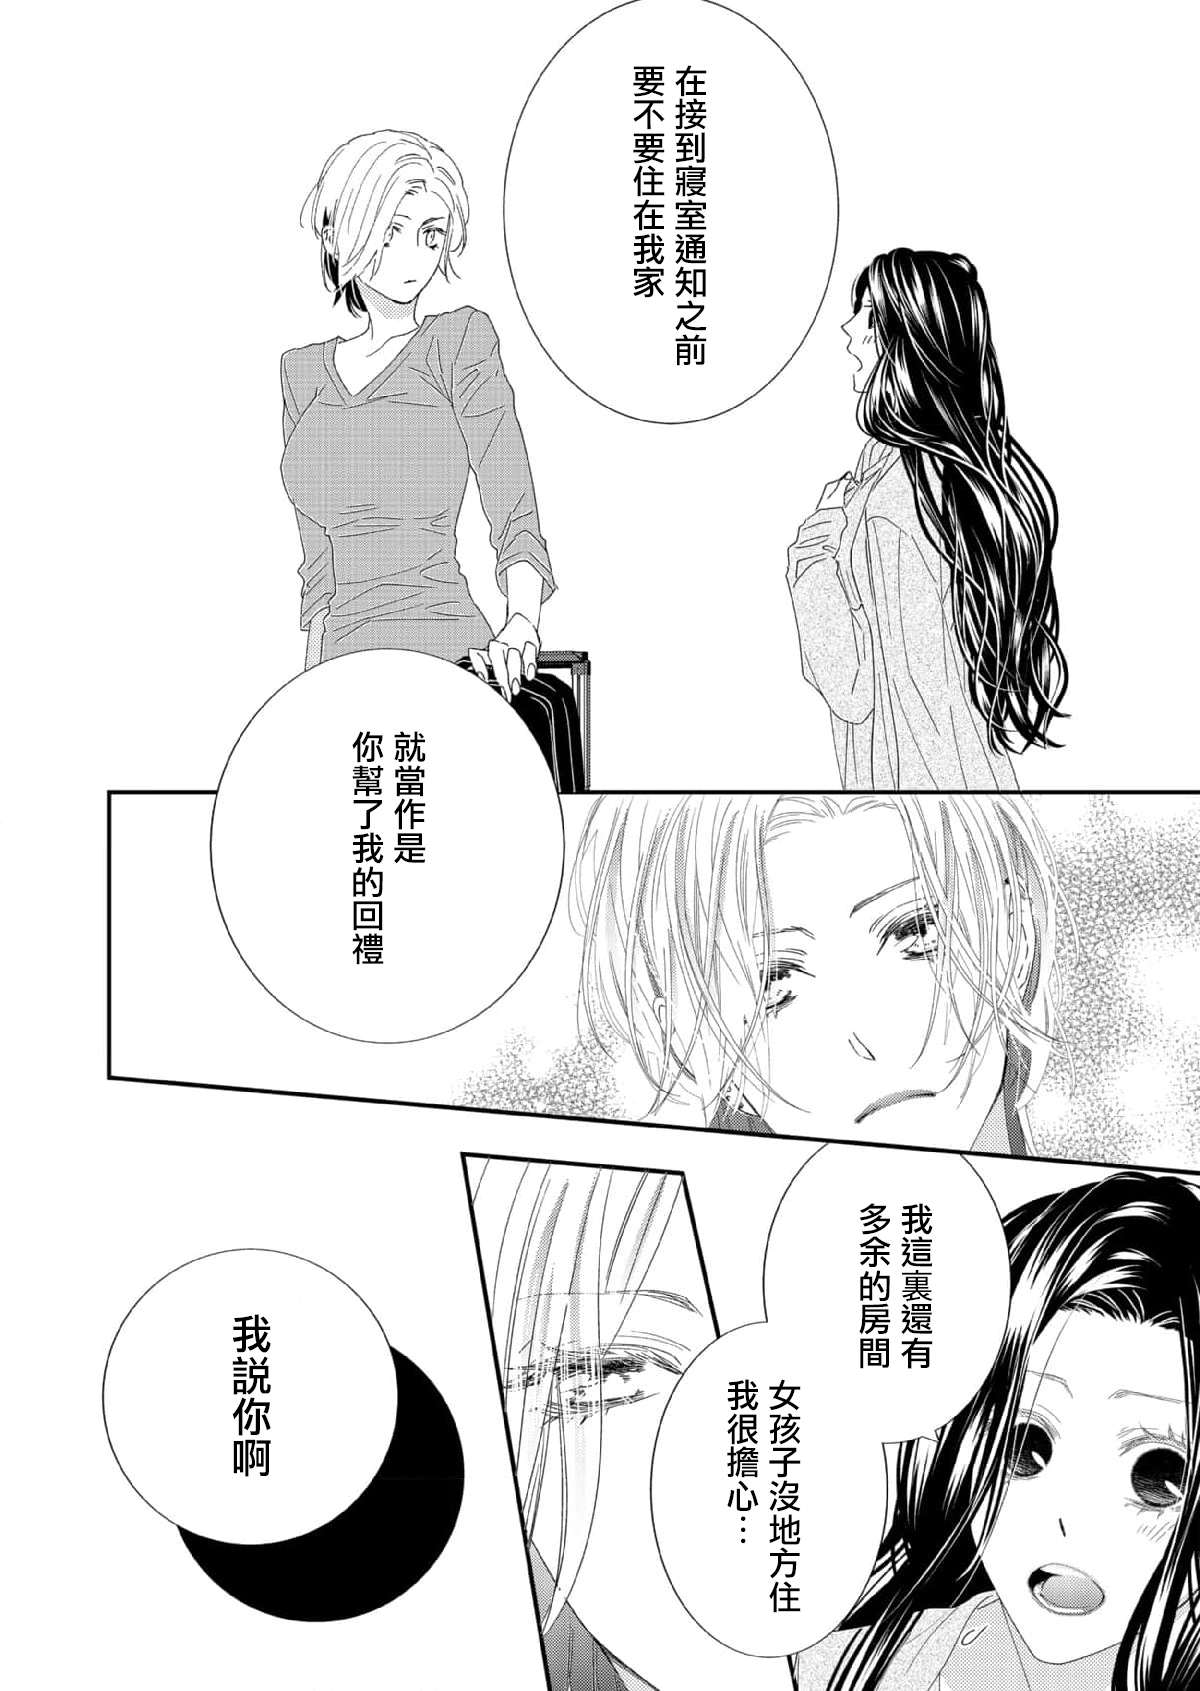 在接到寢室通知之前
要不要住在我家
就當作是
你幫了我的回禮
我這裏還有
多余的房間
女孩子沒地方住
我很擔心…
我説你啊